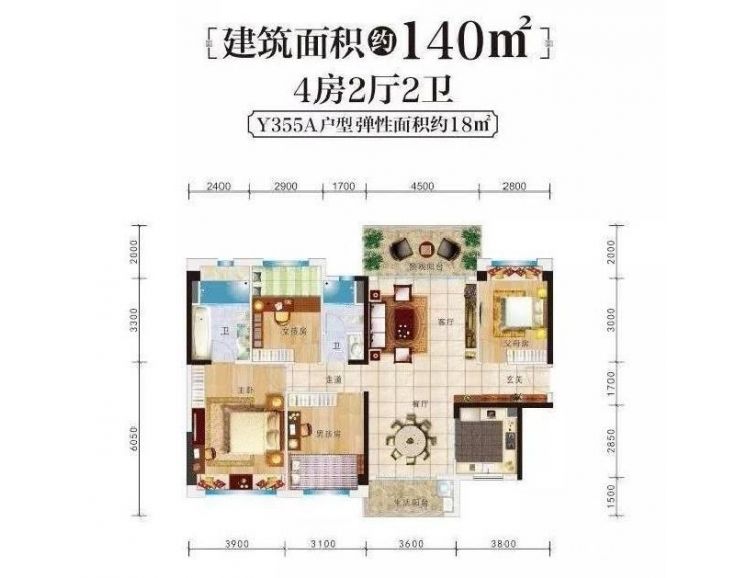 建筑面积约140㎡
4房2厅2卫
Y355A户型弹性面积约18㎡
2400 2900 1700 4500 2800
2000 3300 6050
2000 3000 1700 2850 1500
景观阳台
卫 女孩房 卫 客厅 父母房
主卧 走道 玄关
男孩房 餐厅
生活阳台
3900 3100 3600 3800